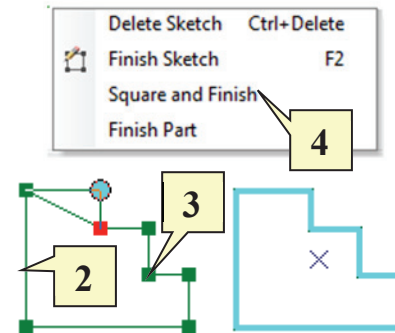 Delete Sketch Ctrl+Delete
Finish Sketch F2
Square and Finish
Finish Part
4
3
2